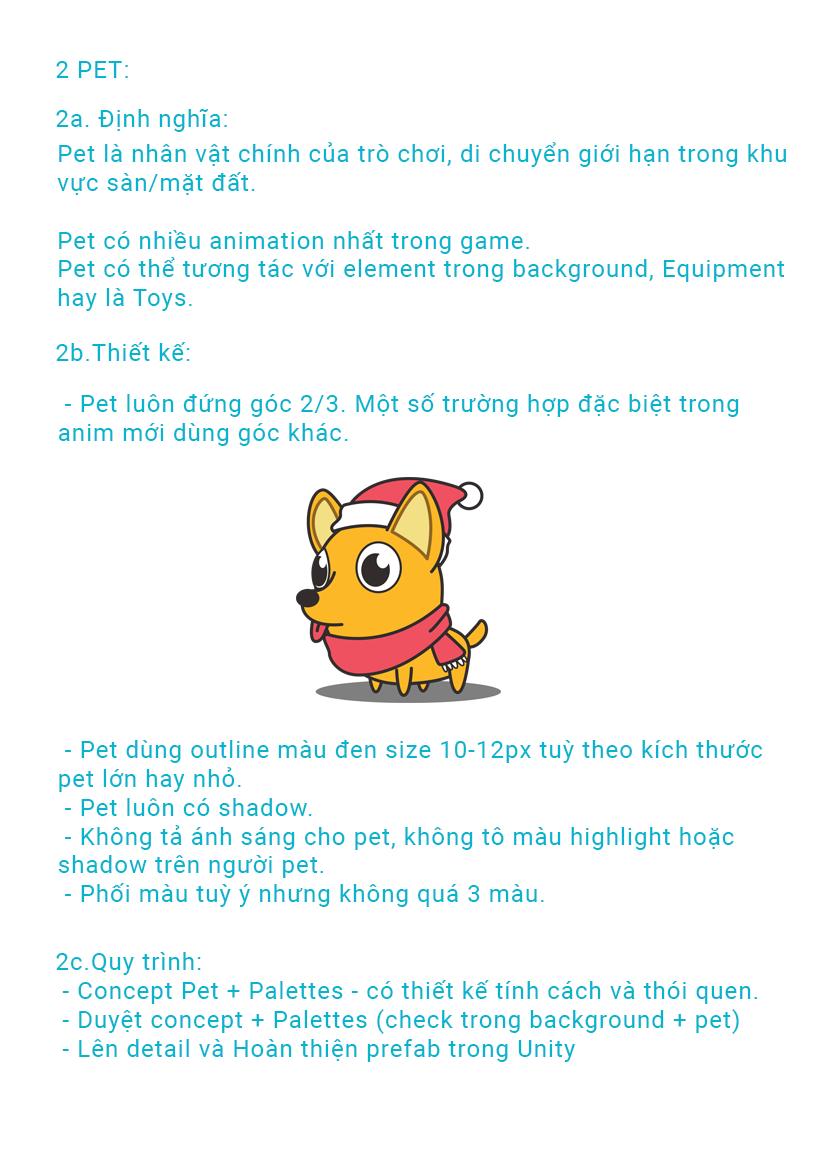 2 PET:
2a. Định nghĩa:
Pet là nhân vật chính của trò chơi, di chuyển giới hạn trong khu
vực sàn/mặt đất.
Pet có nhiều animation nhất trong game.
Pet có thể tương tác với element trong background, Equipment
hay là Toys.
2b.Thiết kế:
- Pet luôn đứng góc 2/3. Một số trường hợp đặc biệt trong
anim mới dùng góc khác.
- Pet dùng outline màu đen size 10-12px tuỳ theo kích thước
pet lớn hay nhỏ.
- Pet luôn có shadow.
- Không tả ánh sáng cho pet, không tô màu highlight hoặc
shadow trên người pet.
- Phối màu tuỳ ý nhưng không quá 3 màu.
2c.Quy trình:
- Concept Pet + Palettes - có thiết kế tính cách và thói quen.
- Duyệt concept + Palettes (check trong background + pet)
- Lên detail và Hoàn thiện prefab trong Unity